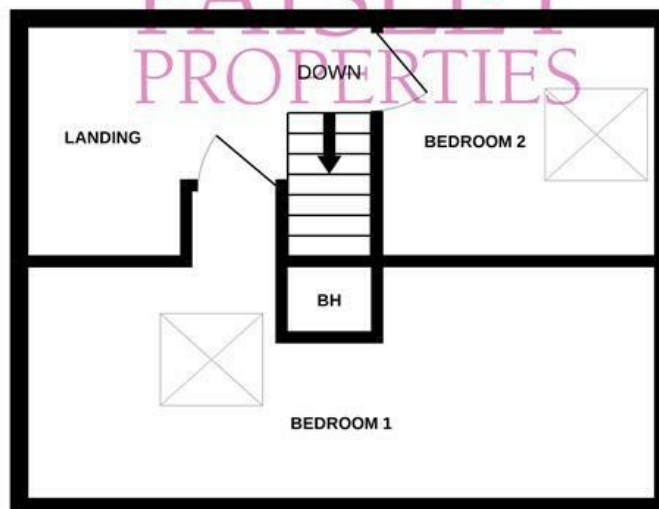 PAISLEY
PROPERTIES
DOWN
LANDING
BEDROOM 2
BH
BEDROOM 1